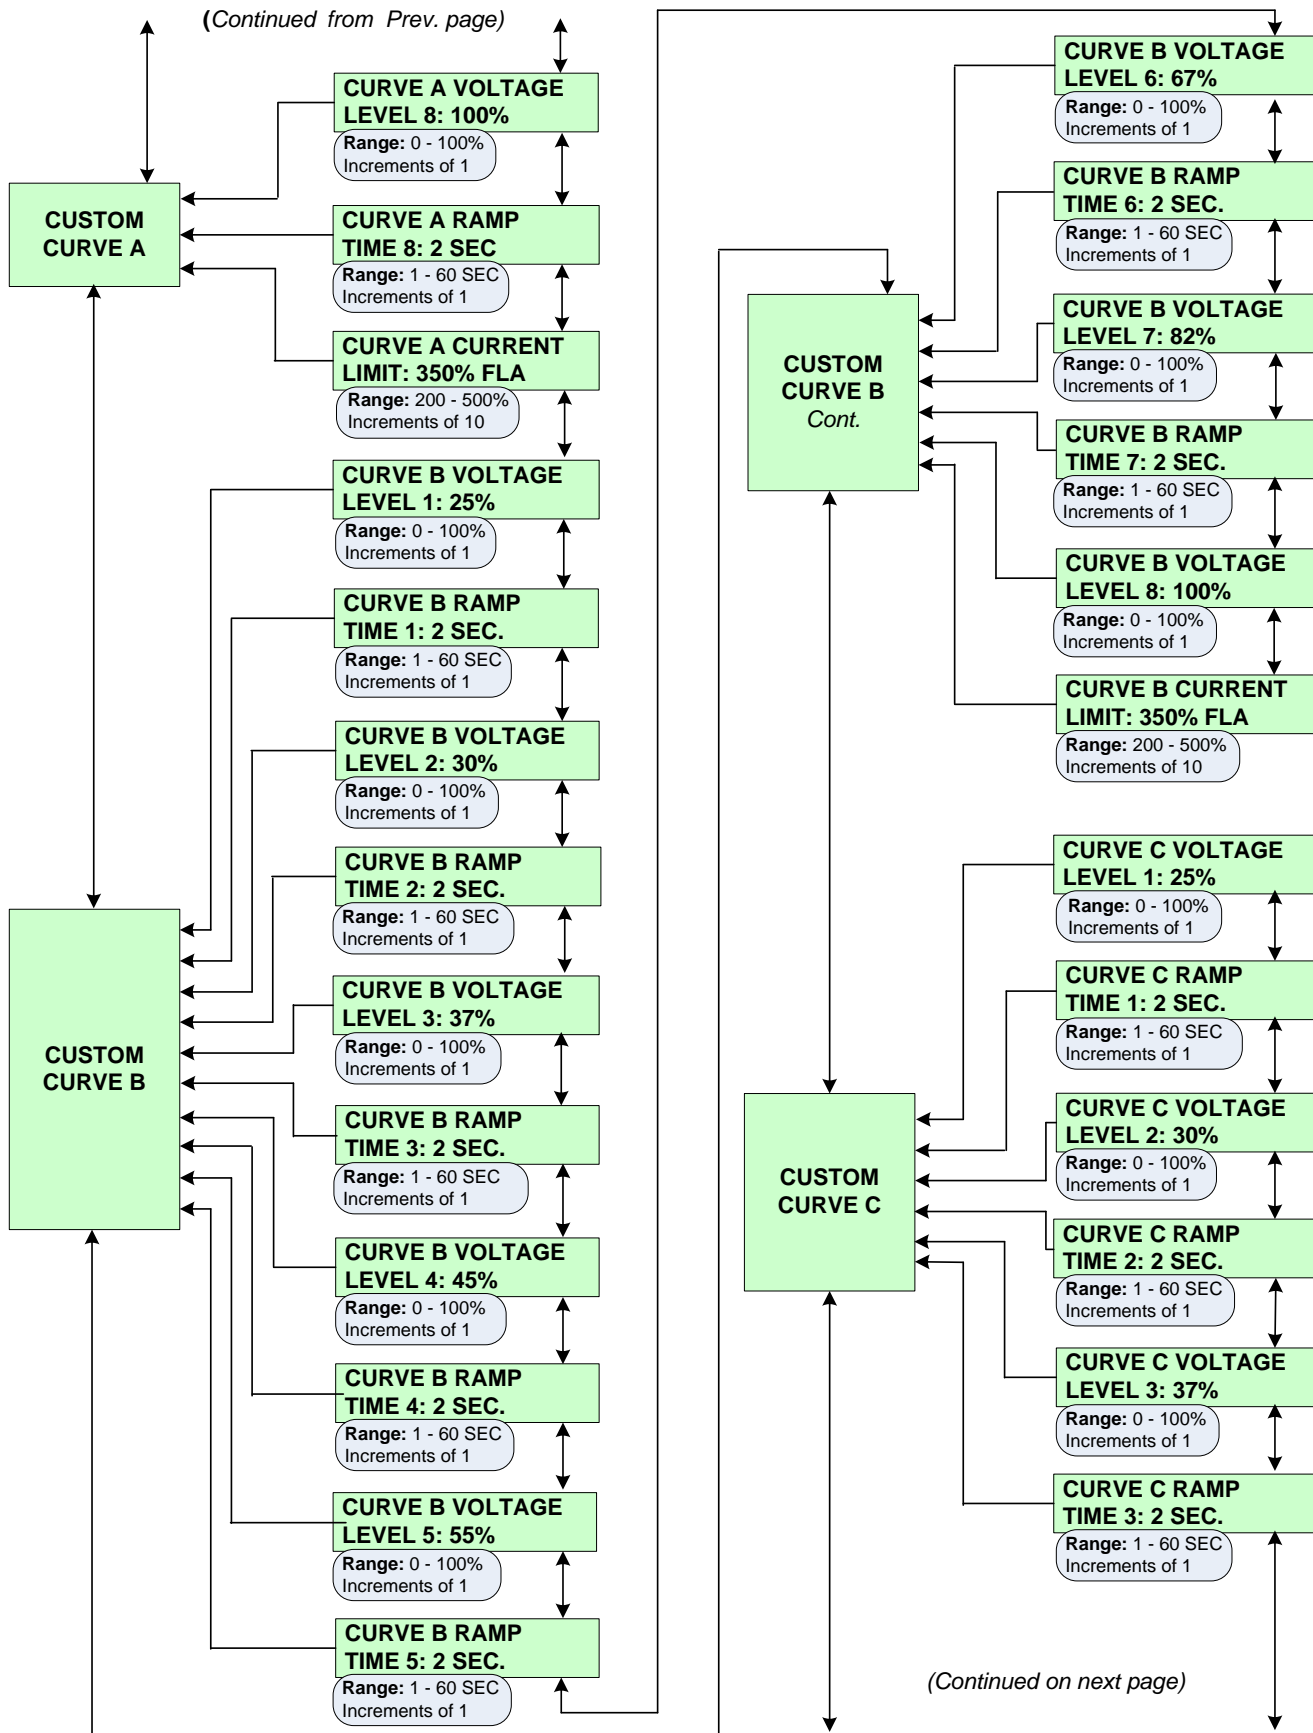 (Continued from Prev. page)
CURVE A VOLTAGE
LEVEL 8: 100%
Range: 0 - 100%
Increments of 1
CUSTOM
CURVE A
CURVE A RAMP
TIME 8: 2 SEC
Range: 1 - 60 SEC
Increments of 1
CURVE A CURRENT
LIMIT: 350% FLA
Range: 200 - 500%
Increments of 10
CURVE B VOLTAGE
LEVEL 1: 25%
Range: 0 - 100%
Increments of 1
CURVE B RAMP
TIME 1: 2 SEC.
Range: 1 - 60 SEC
Increments of 1
CURVE B VOLTAGE
LEVEL 2: 30%
Range: 0 - 100%
Increments of 1
CURVE B RAMP
TIME 2: 2 SEC.
Range: 1 - 60 SEC
Increments of 1
CURVE B VOLTAGE
LEVEL 3: 37%
Range: 0 - 100%
Increments of 1
CUSTOM
CURVE B
CURVE B RAMP
TIME 3: 2 SEC.
Range: 1 - 60 SEC
Increments of 1
CURVE B VOLTAGE
LEVEL 4: 45%
Range: 0 - 100%
Increments of 1
CURVE B RAMP
TIME 4: 2 SEC.
Range: 1 - 60 SEC
Increments of 1
CURVE B VOLTAGE
LEVEL 5: 55%
Range: 0 - 100%
Increments of 1
CURVE B RAMP
TIME 5: 2 SEC.
Range: 1 - 60 SEC
Increments of 1
CURVE B VOLTAGE
LEVEL 6: 67%
Range: 0 - 100%
Increments of 1
CURVE B RAMP
TIME 6: 2 SEC.
Range: 1 - 60 SEC
Increments of 1
CURVE B VOLTAGE
LEVEL 7: 82%
Range: 0 - 100%
Increments of 1
CUSTOM
CURVE B
Cont.
CURVE B RAMP
TIME 7: 2 SEC.
Range: 1 - 60 SEC
Increments of 1
CURVE B VOLTAGE
LEVEL 8: 100%
Range: 0 - 100%
Increments of 1
CURVE B CURRENT
LIMIT: 350% FLA
Range: 200 - 500%
Increments of 10
CURVE C VOLTAGE
LEVEL 1: 25%
Range: 0 - 100%
Increments of 1
CURVE C RAMP
TIME 1: 2 SEC.
Range: 1 - 60 SEC
Increments of 1
CURVE C VOLTAGE
LEVEL 2: 30%
Range: 0 - 100%
Increments of 1
CUSTOM
CURVE C
CURVE C RAMP
TIME 2: 2 SEC.
Range: 1 - 60 SEC
Increments of 1
CURVE C VOLTAGE
LEVEL 3: 37%
Range: 0 - 100%
Increments of 1
CURVE C RAMP
TIME 3: 2 SEC.
Range: 1 - 60 SEC
Increments of 1
(Continued on next page)